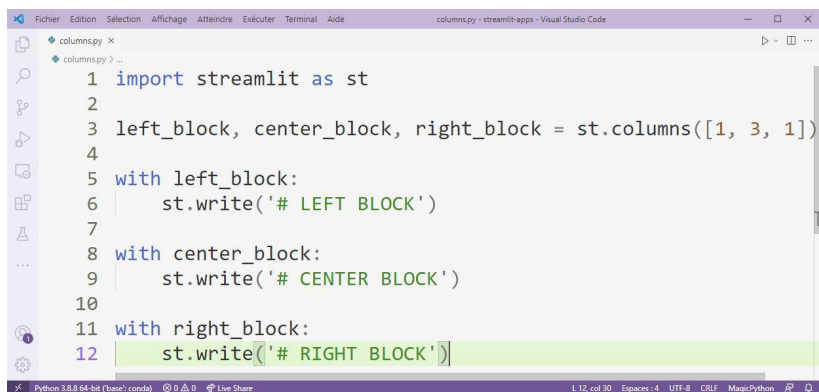 Fichier Edition Sélection Affichage Atteindre Exécuter Terminal Aide columns.py - streamlit-apps - Visual Studio Code
columns.py
columns.py > ...
1 import streamlit as st
2
3 left_block, center_block, right_block = st.columns([1, 3, 1])
4
5 with left_block:
6     st.write('# LEFT BLOCK')
7
8 with center_block:
9     st.write('# CENTER BLOCK')
10
11 with right_block:
12     st.write('# RIGHT BLOCK')
Python 3.8.8 64-bit ('base': conda) 0 0 Live Share L 12, col 30 Espaces : 4 UTF-8 CRLF MagicPython